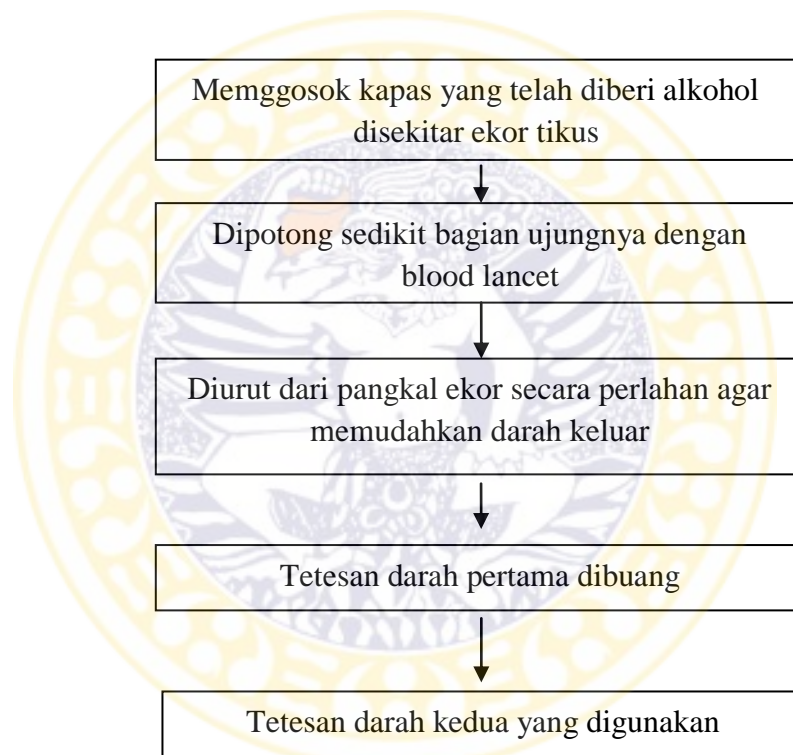 Memggosok kapas yang telah diberi alkohol
disekitar ekor tikus
Dipotong sedikit bagian ujungnya dengan
blood lancet
Diurut dari pangkal ekor secara perlahan agar
memudahkan darah keluar
Tetesan darah pertama dibuang
Tetesan darah kedua yang digunakan